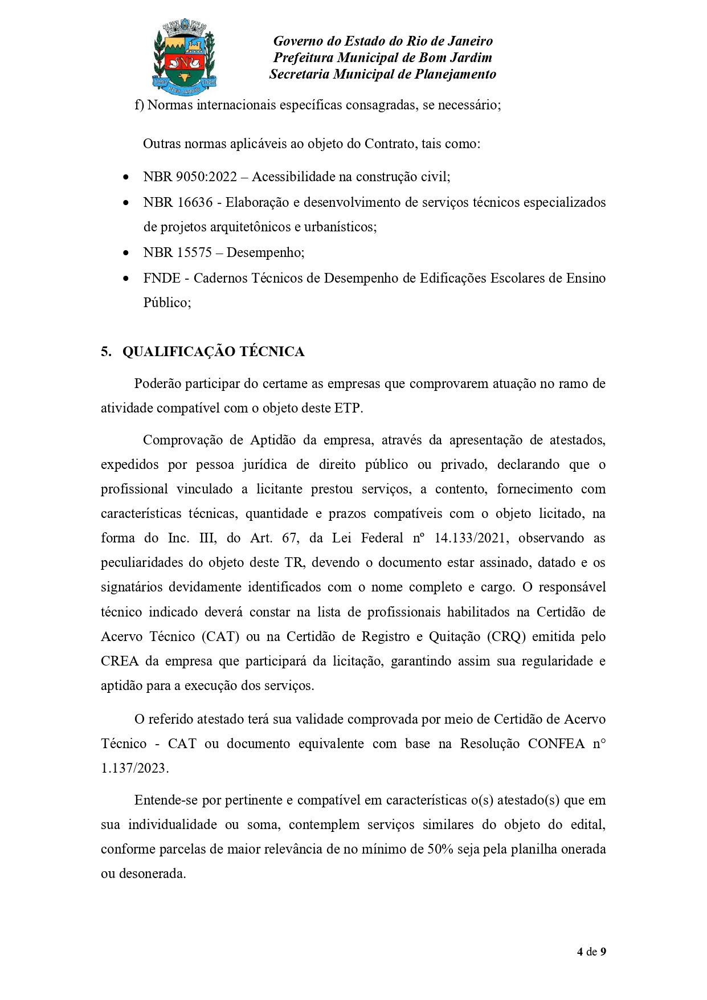 Governo do Estado do Rio de Janeiro
Prefeitura Municipal de Bom Jardim
Secretaria Municipal de Planejamento
N
1893 BOM JARDIM 1929
f) Normas internacionais específicas consagradas, se necessário;
Outras normas aplicáveis ao objeto do Contrato, tais como:
• NBR 9050:2022 – Acessibilidade na construção civil;
• NBR 16636 - Elaboração e desenvolvimento de serviços técnicos especializados
de projetos arquitetônicos e urbanísticos;
• NBR 15575 – Desempenho;
• FNDE - Cadernos Técnicos de Desempenho de Edificações Escolares de Ensino
Público;
5. QUALIFICAÇÃO TÉCNICA
Poderão participar do certame as empresas que comprovarem atuação no ramo de
atividade compatível com o objeto deste ETP.
Comprovação de Aptidão da empresa, através da apresentação de atestados,
expedidos por pessoa jurídica de direito público ou privado, declarando que o
profissional vinculado a licitante prestou serviços, a contento, fornecimento com
características técnicas, quantidade e prazos compatíveis com o objeto licitado, na
forma do Inc. III, do Art. 67, da Lei Federal nº 14.133/2021, observando as
peculiaridades do objeto deste TR, devendo o documento estar assinado, datado e os
signatários devidamente identificados com o nome completo e cargo. O responsável
técnico indicado deverá constar na lista de profissionais habilitados na Certidão de
Acervo Técnico (CAT) ou na Certidão de Registro e Quitação (CRQ) emitida pelo
CREA da empresa que participará da licitação, garantindo assim sua regularidade e
aptidão para a execução dos serviços.
O referido atestado terá sua validade comprovada por meio de Certidão de Acervo
Técnico - CAT ou documento equivalente com base na Resolução CONFEA n°
1.137/2023.
Entende-se por pertinente e compatível em características o(s) atestado(s) que em
sua individualidade ou soma, contemplem serviços similares do objeto do edital,
conforme parcelas de maior relevância de no mínimo de 50% seja pela planilha onerada
ou desonerada.
4 de 9